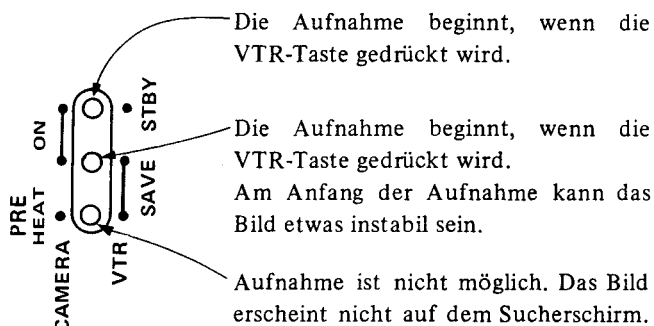 Die Aufnahme beginnt, wenn die
VTR-Taste gedrückt wird.
Die Aufnahme beginnt, wenn die
VTR-Taste gedrückt wird.
Am Anfang der Aufnahme kann das
Bild etwas instabil sein.
Aufnahme ist nicht möglich. Das Bild
erscheint nicht auf dem Sucherschirm.
ON
PRE
HEAT
CAMERA
STBY
SAVE
VTR